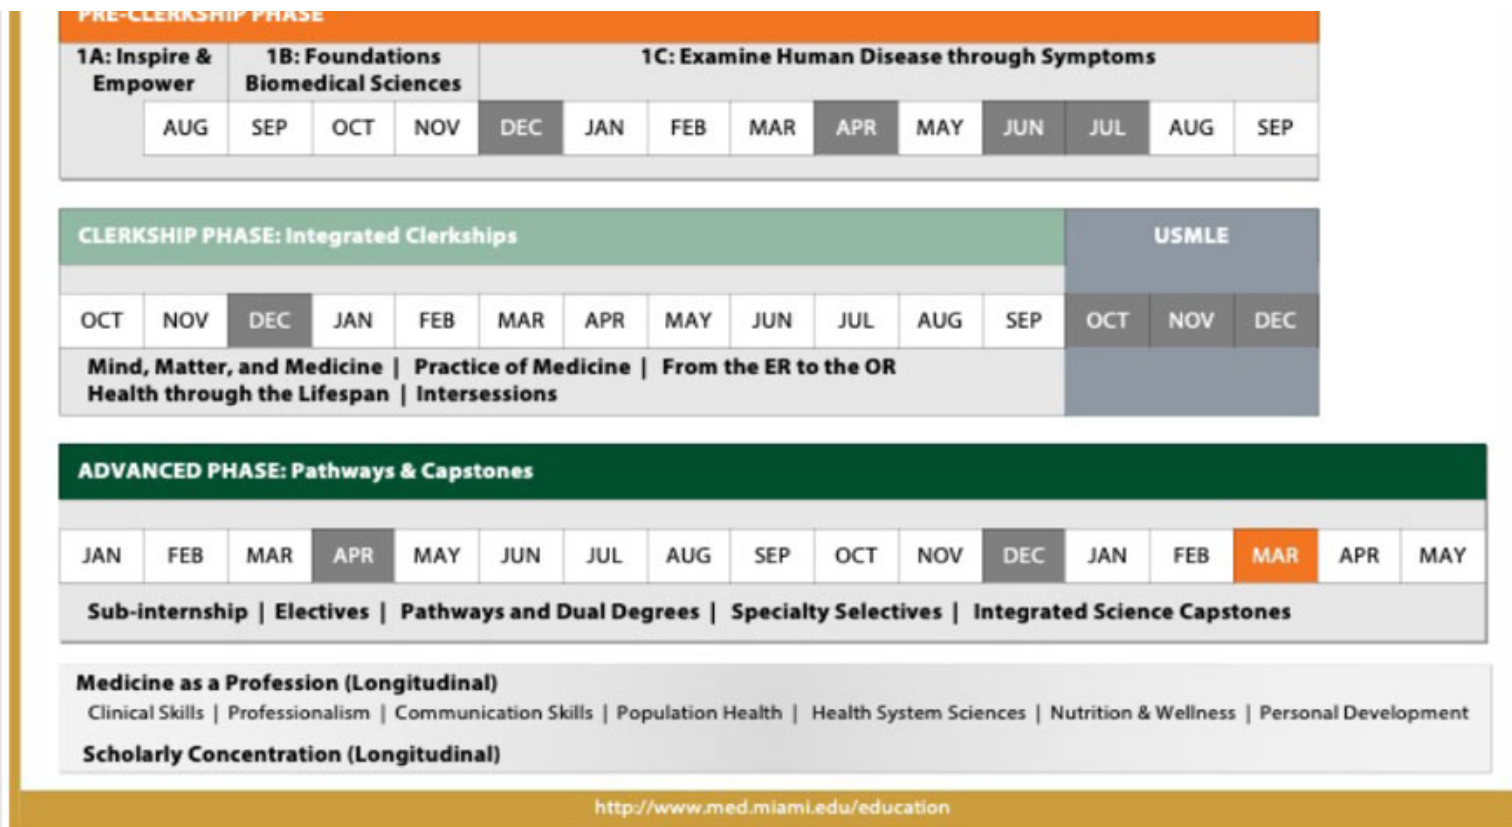 PRE-CLERKSHIP PHASE
1A: Inspire & Empower
1B: Foundations Biomedical Sciences
1C: Examine Human Disease through Symptoms
AUG SEP OCT NOV DEC JAN FEB MAR APR MAY JUN JUL AUG SEP
CLERKSHIP PHASE: Integrated Clerkships
USMLE
OCT NOV DEC JAN FEB MAR APR MAY JUN JUL AUG SEP OCT NOV DEC
Mind, Matter, and Medicine | Practice of Medicine | From the ER to the OR
Health through the Lifespan | Intersessions
ADVANCED PHASE: Pathways & Capstones
JAN FEB MAR APR MAY JUN JUL AUG SEP OCT NOV DEC JAN FEB MAR APR MAY
Sub-internship | Electives | Pathways and Dual Degrees | Specialty Selectives | Integrated Science Capstones
Medicine as a Profession (Longitudinal)
Clinical Skills | Professionalism | Communication Skills | Population Health | Health System Sciences | Nutrition & Wellness | Personal Development
Scholarly Concentration (Longitudinal)
http://www.med.miami.edu/education